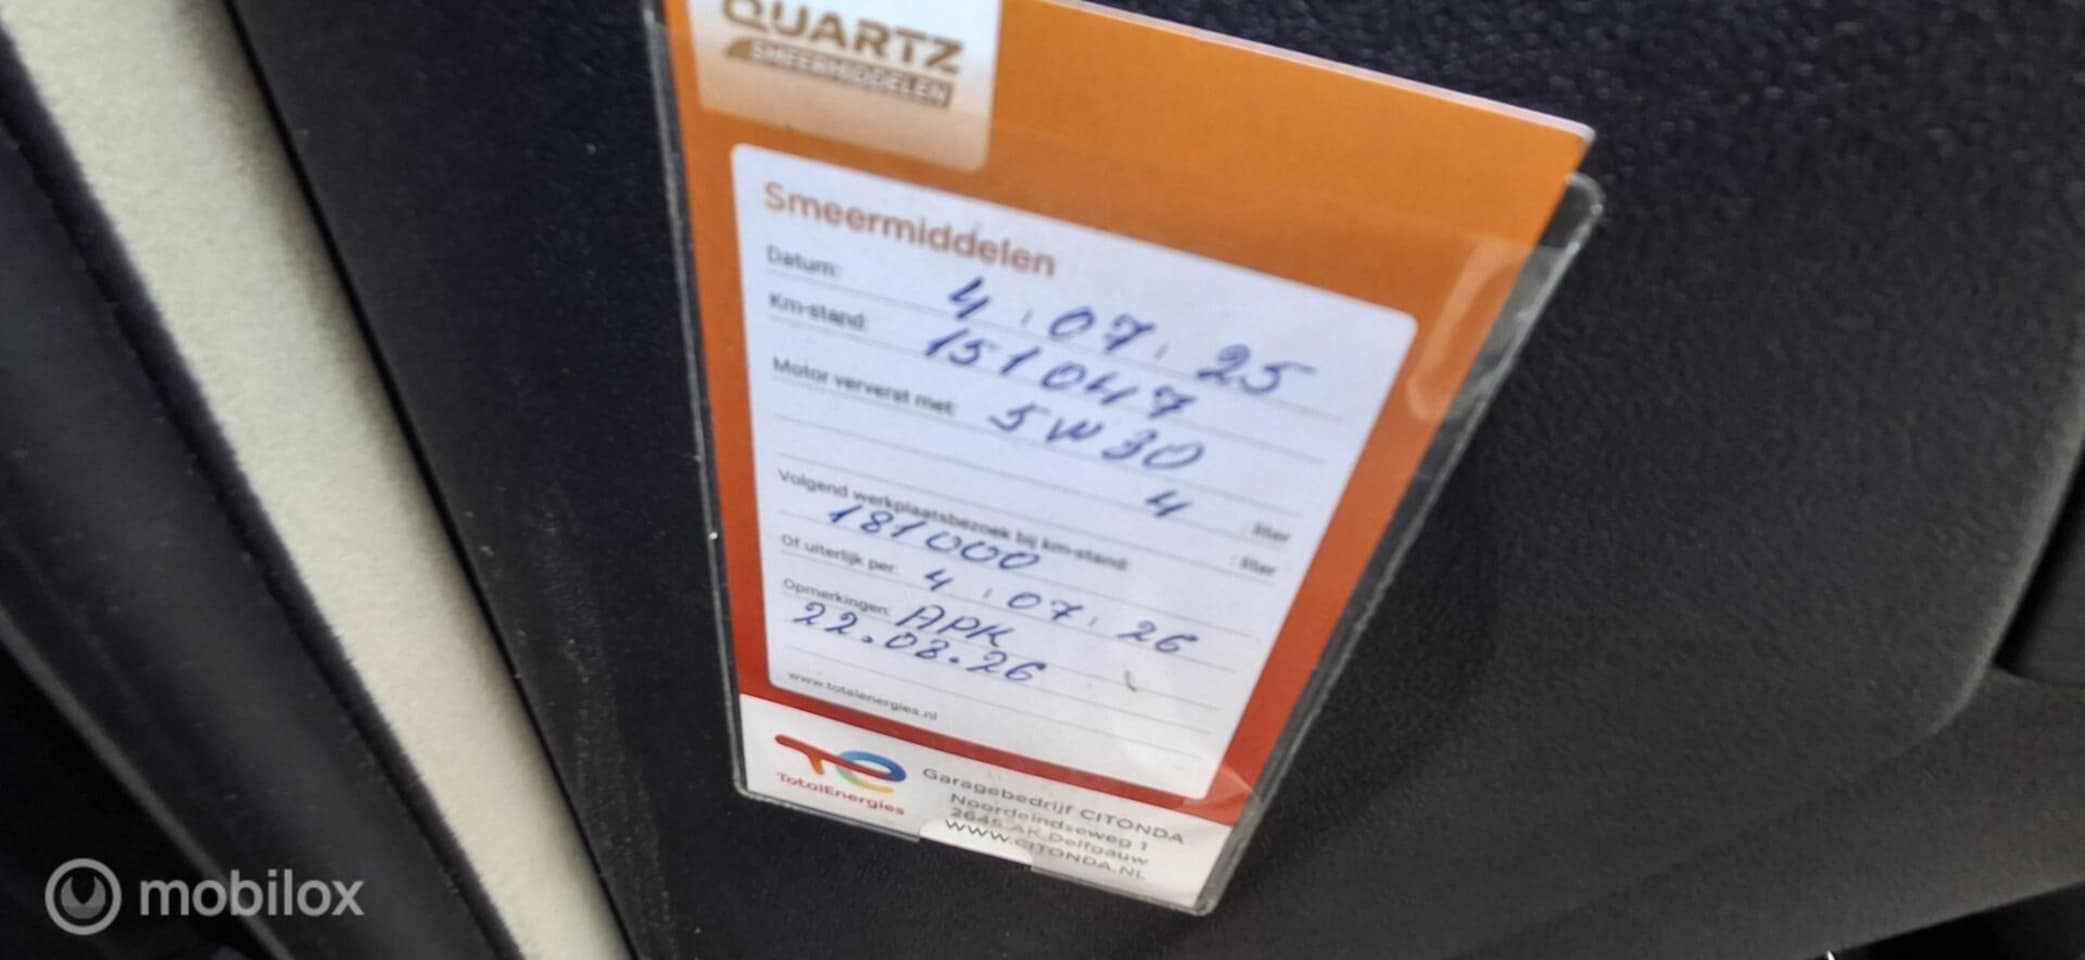 QUARTZ
SMEERMIDDELEN
Smeermiddelen
Datum: 4.07.25
Km-stand: 151047
Motor ververst met: 5W30
4 : liter
: liter
Volgend werkplaatsbezoek bij km-stand:
181000
Of uiterlijk per: 4.07.26
Opmerkingen: APK
22.08.26
www.totalenergies.nl
TotalEnergies
Garagebedrijf CITONDA
Noordeindseweg 1
2645 AK Delfgauw
WWW.CITONDA.NL
mobilox